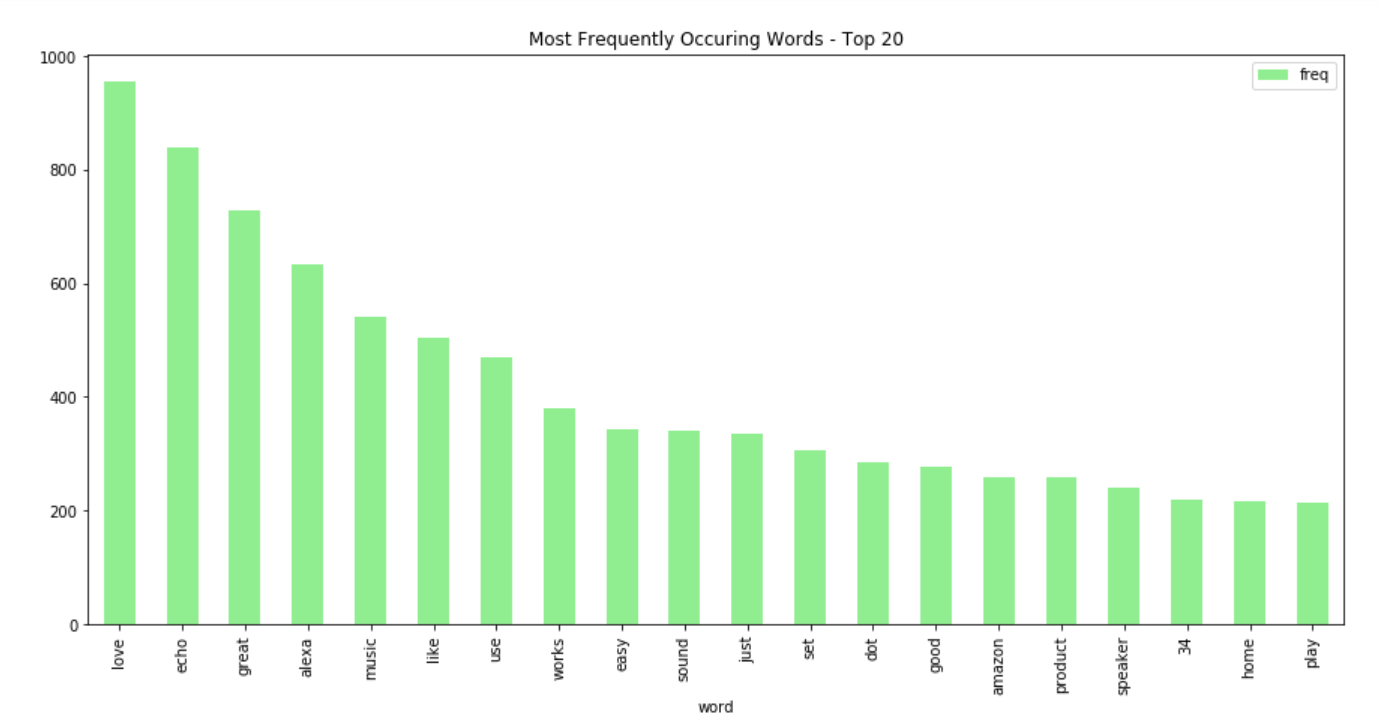 Most Frequently Occuring Words - Top 20
freq
1000
800
600
400
200
0
love echo great alexa music like use works easy sound just set dot good amazon product speaker 34 home play
word